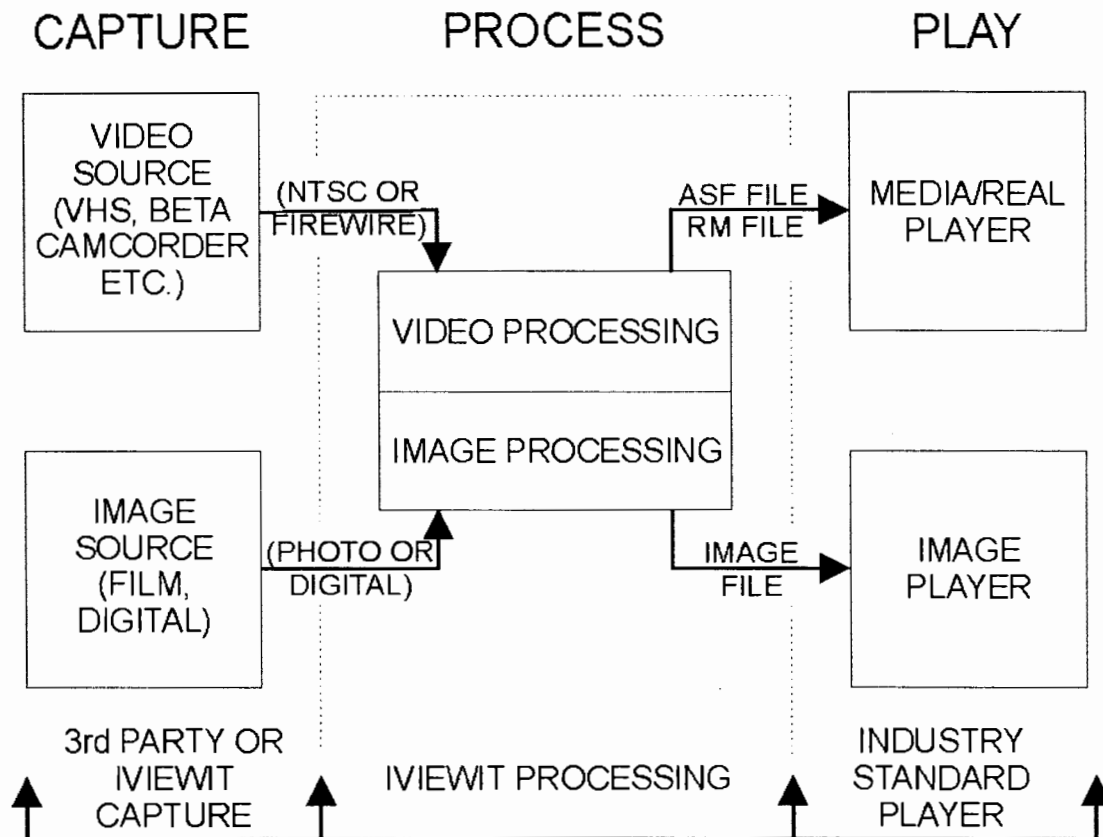 CAPTURE
PROCESS
PLAY
VIDEO
SOURCE
(VHS, BETA
CAMCORDER
ETC.)
(NTSC OR
FIREWIRE)
ASF FILE
RM FILE
MEDIA/REAL
PLAYER
VIDEO PROCESSING
IMAGE PROCESSING
IMAGE
SOURCE
(FILM,
DIGITAL)
(PHOTO OR
DIGITAL)
IMAGE
FILE
IMAGE
PLAYER
3rd PARTY OR
IVIEWIT
CAPTURE
IVIEWIT PROCESSING
INDUSTRY
STANDARD
PLAYER